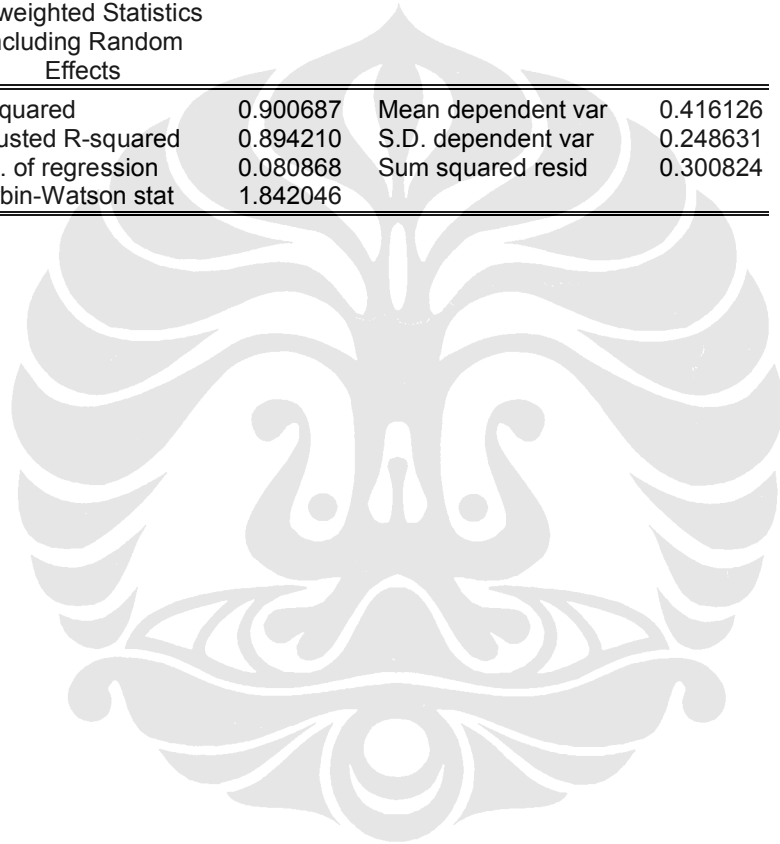 weighted Statistics
ncluding Random
Effects
quared 0.900687 Mean dependent var 0.416126
usted R-squared 0.894210 S.D. dependent var 0.248631
. of regression 0.080868 Sum squared resid 0.300824
bin-Watson stat 1.842046